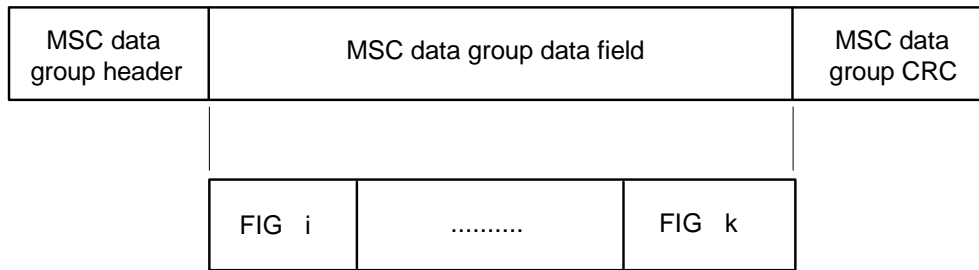 MSC data
group header
MSC data group data field
MSC data
group CRC
FIG i
..........
FIG k